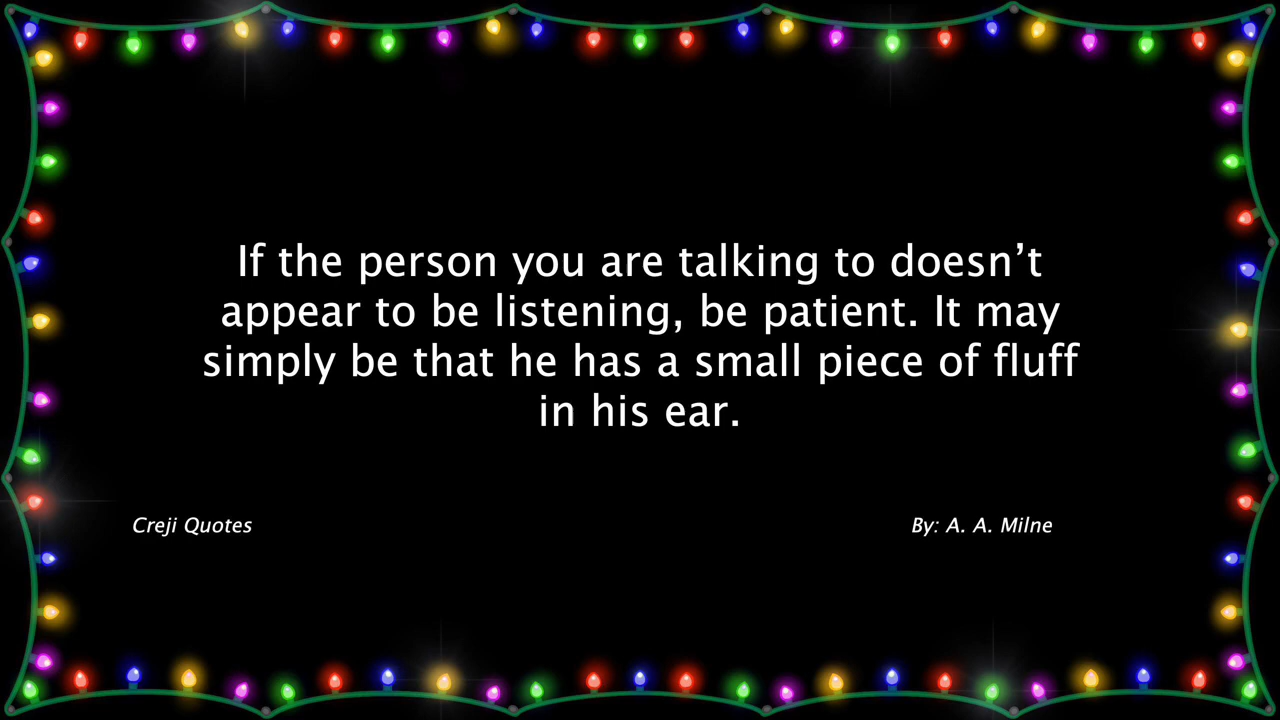 If the person you are talking to doesn’t
appear to be listening, be patient. It may
simply be that he has a small piece of fluff
in his ear.
Creji Quotes
By: A. A. Milne